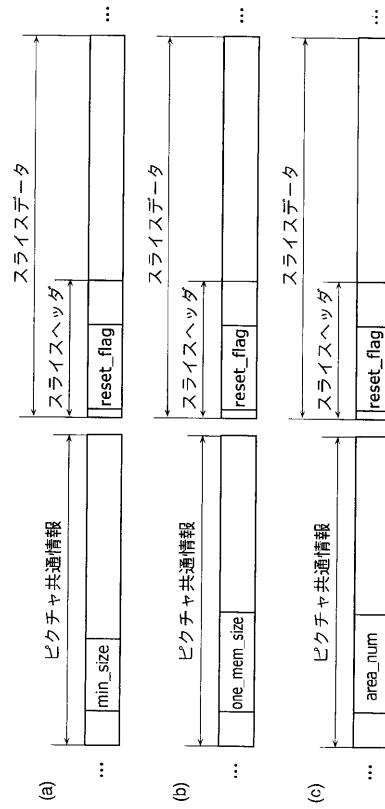 (a)
ピクチャ共通情報
スライスデータ
スライスヘッダ
... min_size reset_flag ...
(b)
ピクチャ共通情報
スライスデータ
スライスヘッダ
... one_mem_size reset_flag ...
(c)
ピクチャ共通情報
スライスデータ
スライスヘッダ
... area_num reset_flag ...